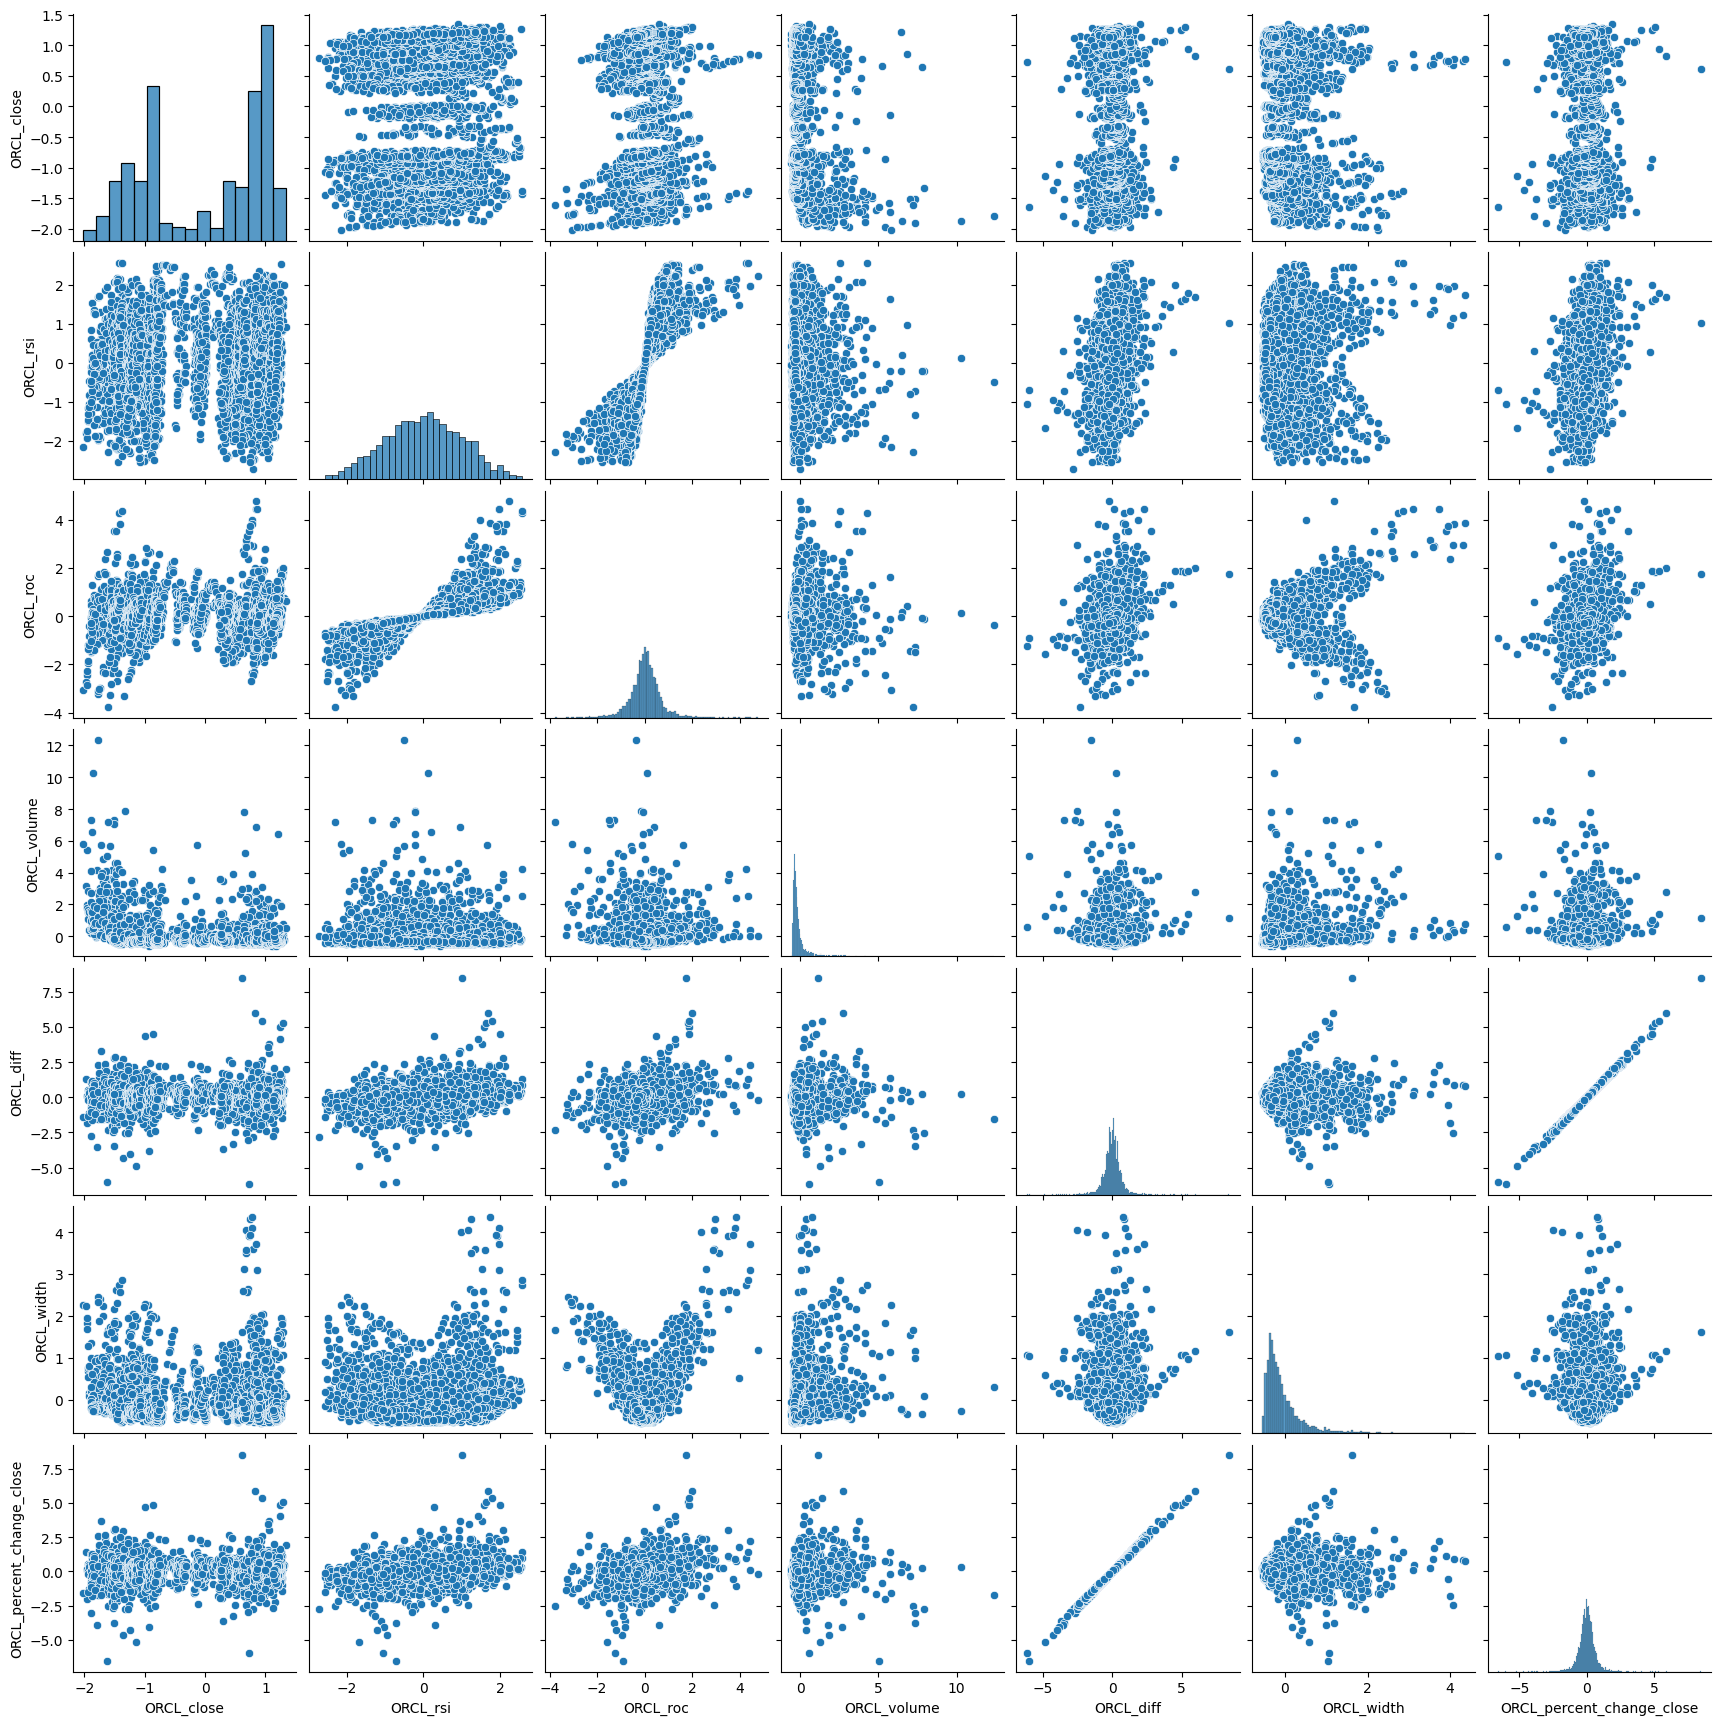 1.5
1.0
0.5
0.0
−0.5
−1.0
−1.5
−2.0
ORCL_close
2
1
0
−1
−2
ORCL_rsi
4
2
0
−2
−4
ORCL_roc
12
10
8
6
4
2
0
ORCL_volume
7.5
5.0
2.5
0.0
−2.5
−5.0
ORCL_diff
4
3
2
1
0
ORCL_width
7.5
5.0
2.5
0.0
−2.5
−5.0
ORCL_percent_change_close
−2 −1 0 1
ORCL_close
−2 0 2
ORCL_rsi
−4 −2 0 2 4
ORCL_roc
0 5 10
ORCL_volume
−5 0 5
ORCL_diff
0 2 4
ORCL_width
−5 0 5
ORCL_percent_change_close